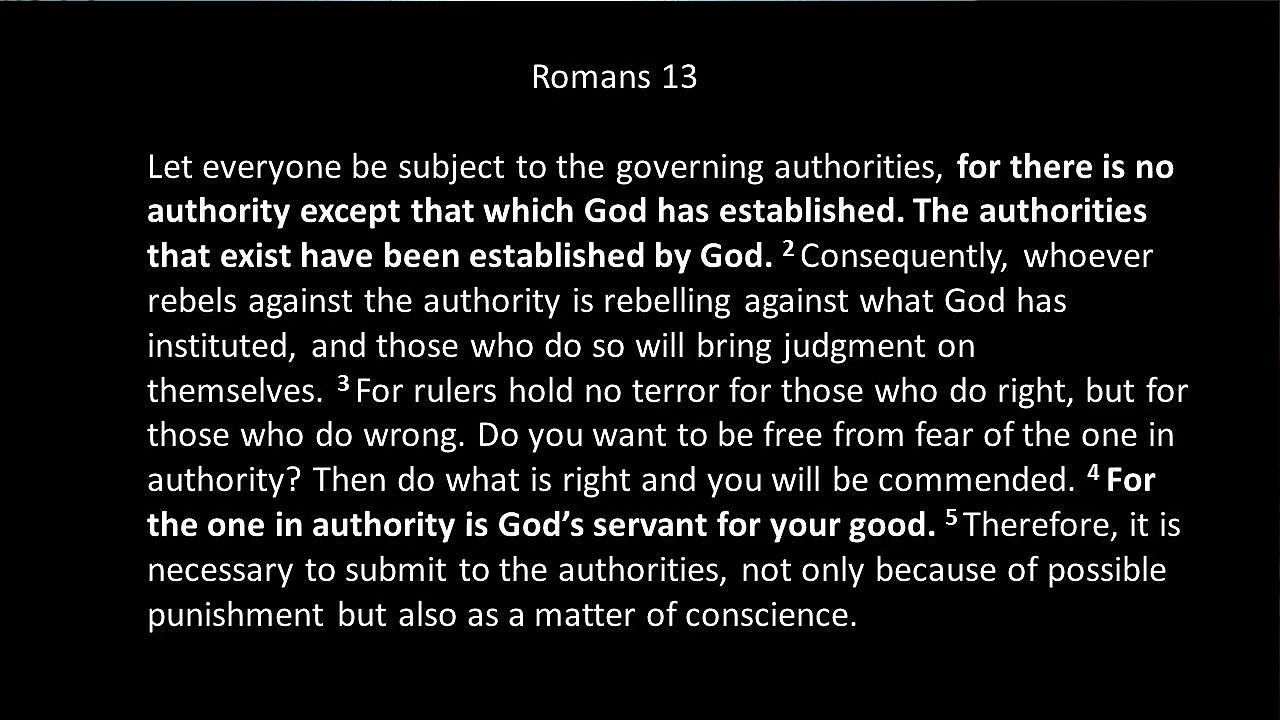 Romans 13
Let everyone be subject to the governing authorities, for there is no
authority except that which God has established. The authorities
that exist have been established by God. 2 Consequently, whoever
rebels against the authority is rebelling against what God has
instituted, and those who do so will bring judgment on
themselves. 3 For rulers hold no terror for those who do right, but for
those who do wrong. Do you want to be free from fear of the one in
authority? Then do what is right and you will be commended. 4 For
the one in authority is God’s servant for your good. 5 Therefore, it is
necessary to submit to the authorities, not only because of possible
punishment but also as a matter of conscience.